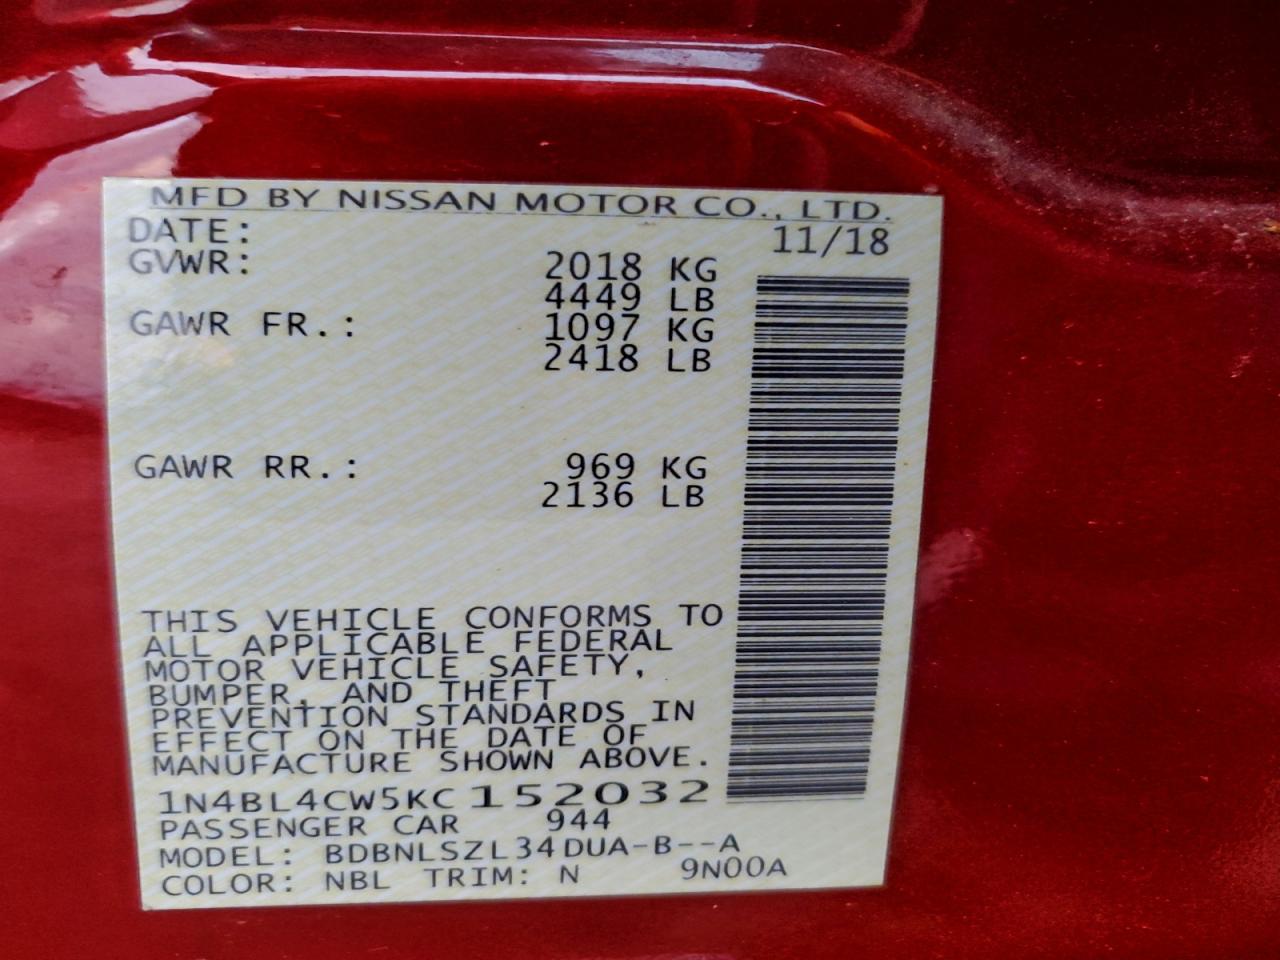 MFD BY NISSAN MOTOR CO., LTD.
DATE: 11/18
GVWR: 2018 KG
4449 LB
GAWR FR.: 1097 KG
2418 LB
GAWR RR.: 969 KG
2136 LB
THIS VEHICLE CONFORMS TO
ALL APPLICABLE FEDERAL
MOTOR VEHICLE SAFETY,
BUMPER, AND THEFT
PREVENTION STANDARDS IN
EFFECT ON THE DATE OF
MANUFACTURE SHOWN ABOVE.
1N4BL4CW5KC152032
PASSENGER CAR 944
MODEL: BDBNLSZL34DUA-B--A
COLOR: NBL TRIM: N 9N00A